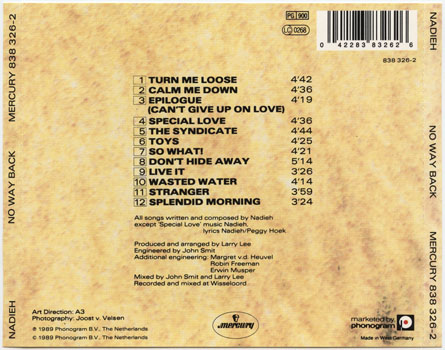 NADIEH
NO WAY BACK
MERCURY 838 326-2
PG 900
LC 0268
0 42283 83262 6
838 326-2
1 TURN ME LOOSE 4'42
2 CALM ME DOWN 4'36
3 EPILOGUE 4'19
(CAN'T GIVE UP ON LOVE)
4 SPECIAL LOVE 4'36
5 THE SYNDICATE 4'44
6 TOYS 4'25
7 SO WHAT! 4'21
8 DON'T HIDE AWAY 5'14
9 LIVE IT 3'26
10 WASTED WATER 4'14
11 STRANGER 3'59
12 SPLENDID MORNING 3'24
All songs written and composed by Nadieh
except 'Special Love' music Nadieh,
lyrics Nadieh/Peggy Hoek
Produced and arranged by Larry Lee
Engineered by John Smit
Additional engineering: Margret v.d. Heuvel
Robin Freeman
Erwin Musper
Mixed by John Smit and Larry Lee
Recorded and mixed at Wisseloord
Art Direction: A3
Photography: Joost v. Velsen
℗ 1989 Phonogram B.V., The Netherlands
© 1989 Phonogram B.V., The Netherlands
mercury
marketed by
phonogram
Made in West Germany
NADIEH
NO WAY BACK
MERCURY 838 326-2